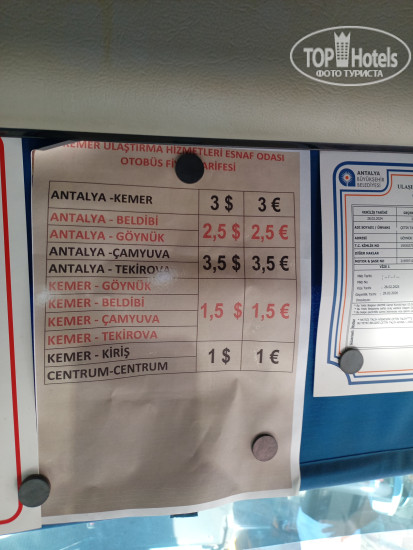 TOP Hotels
ФОТО ТУРИСТА
KEMER ULAŞTIRMA HİZMETLERİ ESNAF ODASI
OTOBÜS Fİ ARİFESİ
ANTALYA -KEMER 3 $ 3 €
ANTALYA - BELDİBİ
ANTALYA - GÖYNÜK 2,5 $ 2,5 €
ANTALYA -ÇAMYUVA
ANTALYA - TEKİROVA 3,5 $ 3,5 €
KEMER - GÖYNÜK
KEMER - BELDİBİ
KEMER - ÇAMYUVA
KEMER - TEKİROVA
1,5 $ 1,5 €
KEMER - KİRİŞ
CENTRUM-CENTRUM
1 $ 1 €
ANTALYA
BÜYÜKŞEHİR
BELEDİYESİ
ULAŞI